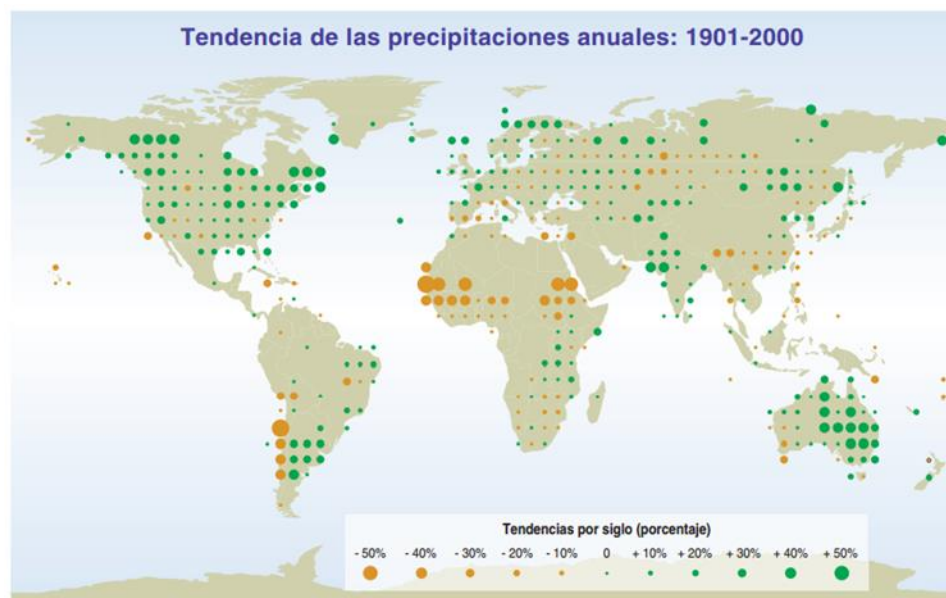 Tendencia de las precipitaciones anuales: 1901-2000
Tendencias por siglo (porcentaje)
- 50% - 40% - 30% - 20% - 10% 0 + 10% + 20% + 30% + 40% + 50%